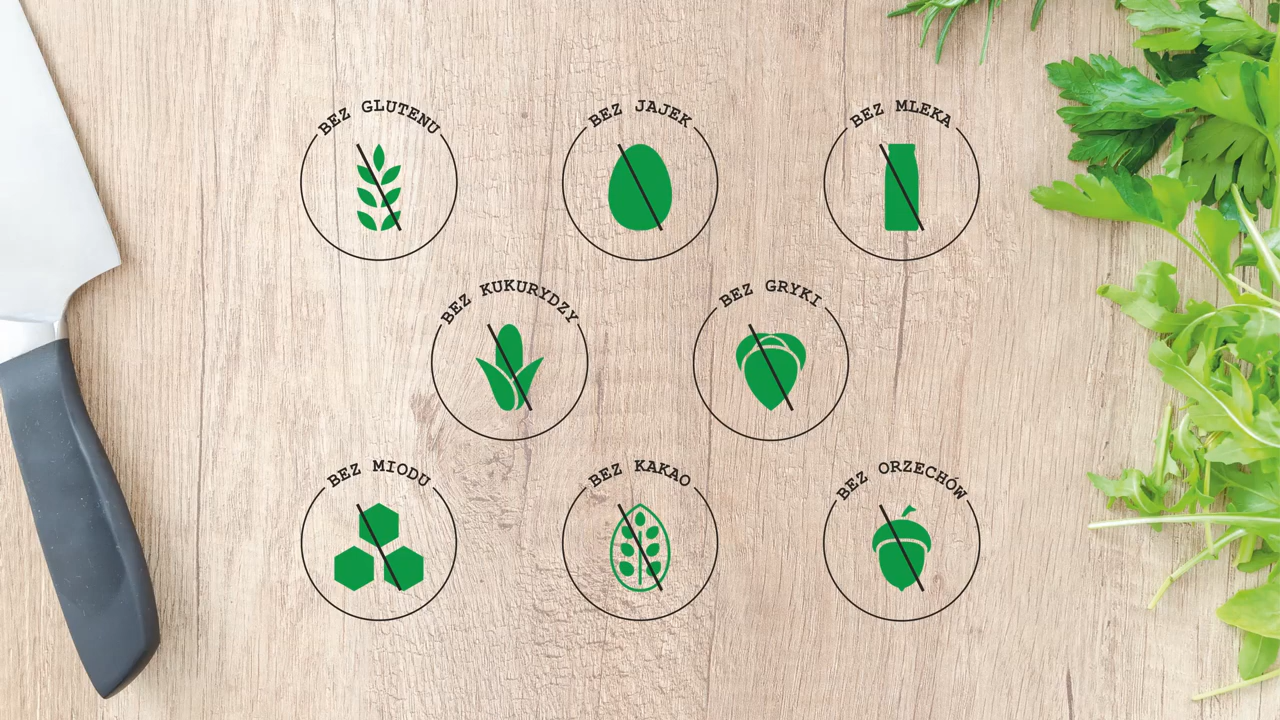 BEZ GLUTENU
BEZ JAJEK
BEZ MLEKA
BEZ KUKURYDZY
BEZ GRYKI
BEZ MIODU
BEZ KAKAO
BEZ ORZECHÓW